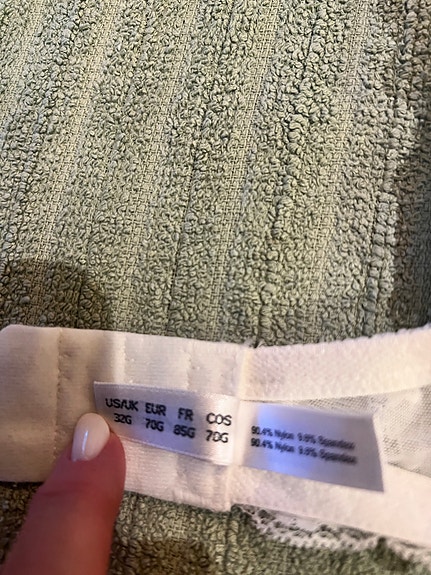 US/UK EUR FR COS
32G 70G 85G 70G
90.4% Nylon 9.6% Spandex
90.4% Nylon 9.6% Spandex